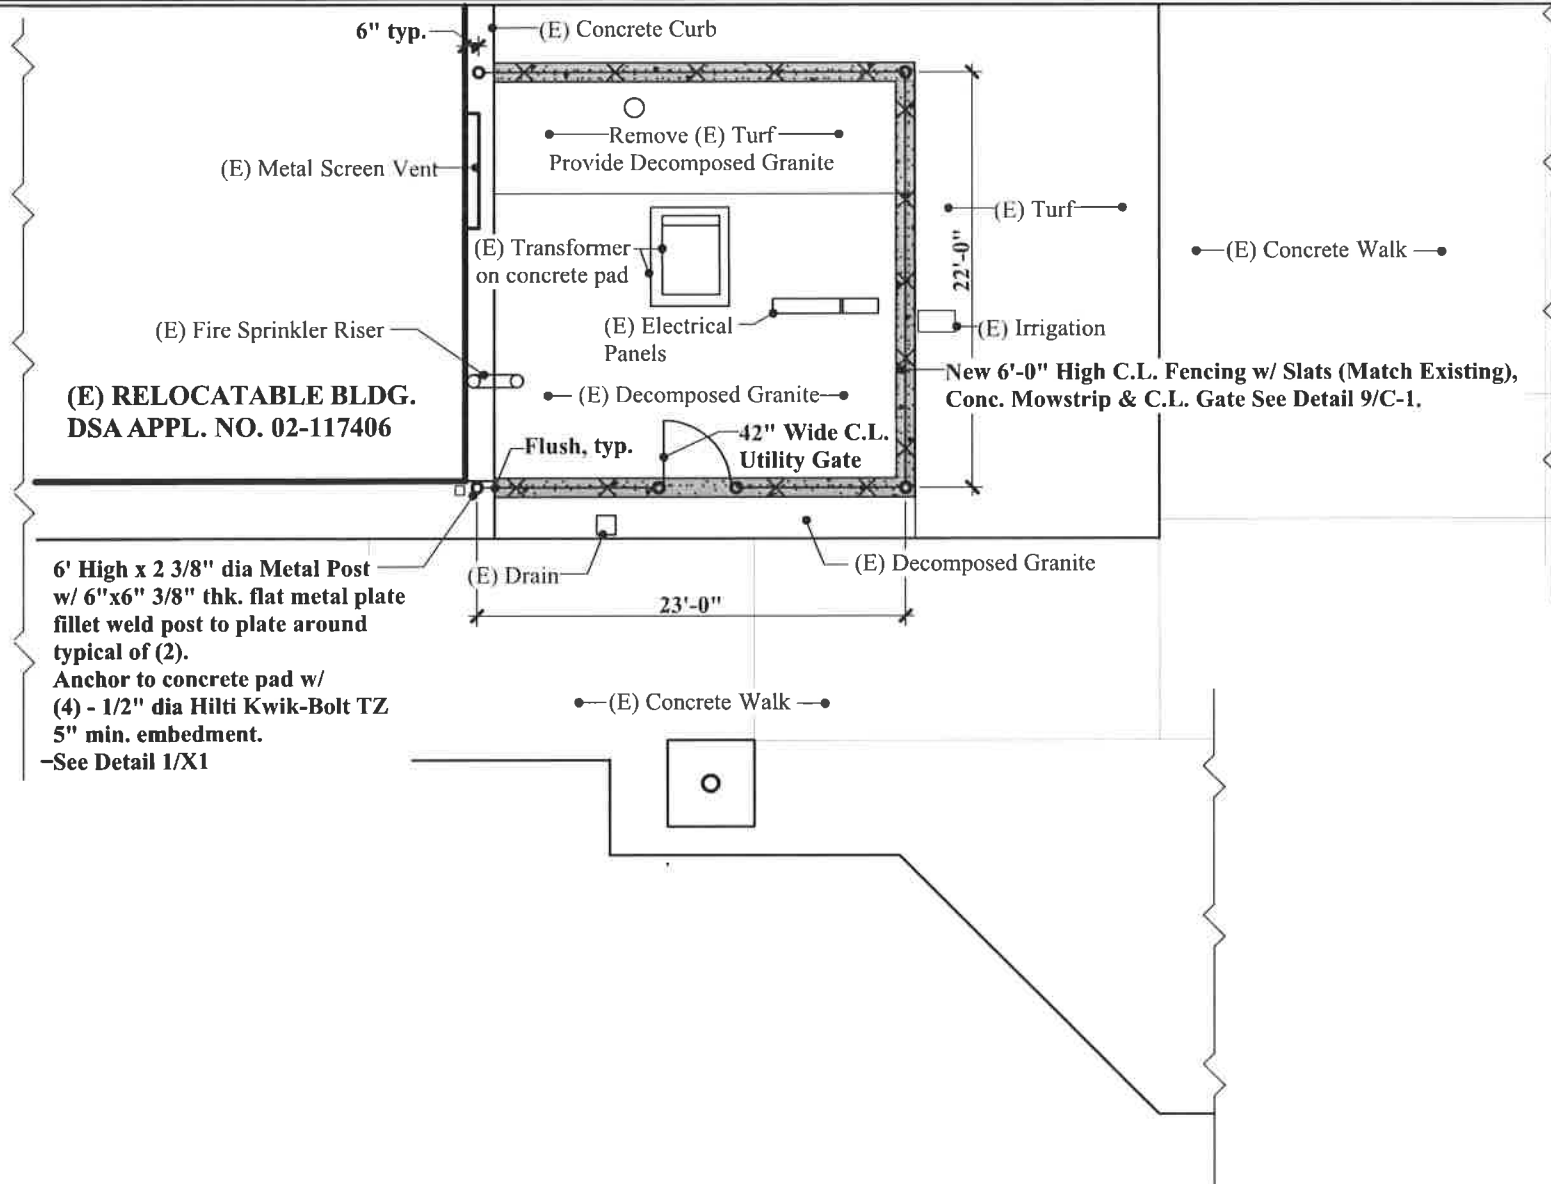 6" typ.
(E) Concrete Curb
Remove (E) Turf
Provide Decomposed Granite
(E) Metal Screen Vent
(E) Turf
22'-0"
(E) Concrete Walk
(E) Transformer
on concrete pad
(E) Fire Sprinkler Riser
(E) Electrical
Panels
(E) Irrigation
New 6'-0" High C.L. Fencing w/ Slats (Match Existing),
Conc. Mowstrip & C.L. Gate See Detail 9/C-1.
(E) RELOCATABLE BLDG.
DSA APPL. NO. 02-117406
(E) Decomposed Granite
Flush, typ.
42" Wide C.L.
Utility Gate
6' High x 2 3/8" dia Metal Post
w/ 6"x6" 3/8" thk. flat metal plate
fillet weld post to plate around
typical of (2).
Anchor to concrete pad w/
(4) - 1/2" dia Hilti Kwik-Bolt TZ
5" min. embedment.
-See Detail 1/X1
(E) Drain
(E) Decomposed Granite
23'-0"
(E) Concrete Walk